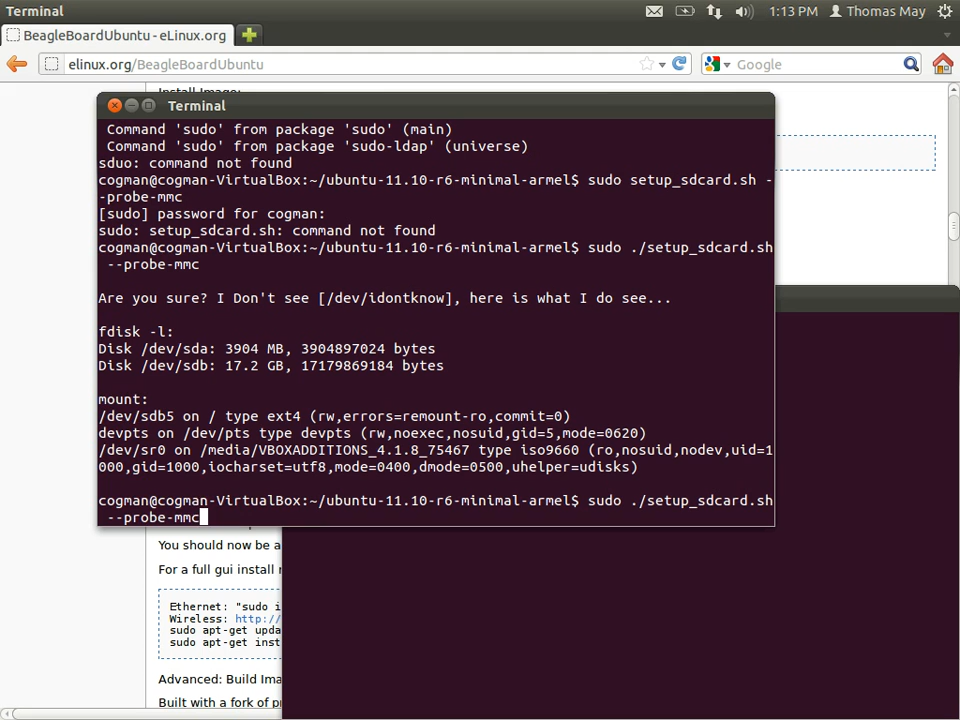 Terminal
1:13 PM
Thomas May
BeagleBoardUbuntu - eLinux.org
elinux.org/BeagleBoardUbuntu
Google
Install Image:
Terminal
Command 'sudo' from package 'sudo' (main)
Command 'sudo' from package 'sudo-ldap' (universe)
sduo: command not found
cogman@cogman-VirtualBox:~/ubuntu-11.10-r6-minimal-armel$ sudo setup_sdcard.sh -
-probe-mmc
[sudo] password for cogman:
sudo: setup_sdcard.sh: command not found
cogman@cogman-VirtualBox:~/ubuntu-11.10-r6-minimal-armel$ sudo ./setup_sdcard.sh
--probe-mmc
Are you sure? I Don't see [/dev/idontknow], here is what I do see...
fdisk -l:
Disk /dev/sda: 3904 MB, 3904897024 bytes
Disk /dev/sdb: 17.2 GB, 17179869184 bytes
mount:
/dev/sdb5 on / type ext4 (rw,errors=remount-ro,commit=0)
devpts on /dev/pts type devpts (rw,noexec,nosuid,gid=5,mode=0620)
/dev/sr0 on /media/VBOXADDITIONS_4.1.8_75467 type iso9660 (ro,nosuid,nodev,uid=1
000,gid=1000,iocharset=utf8,mode=0400,dmode=0500,uhelper=udisks)
cogman@cogman-VirtualBox:~/ubuntu-11.10-r6-minimal-armel$ sudo ./setup_sdcard.sh
--probe-mmc
You should now be a
For a full gui install
Ethernet: "sudo i
Wireless: http://
sudo apt-get upda
sudo apt-get inst
Advanced: Build Ima
Built with a fork of p